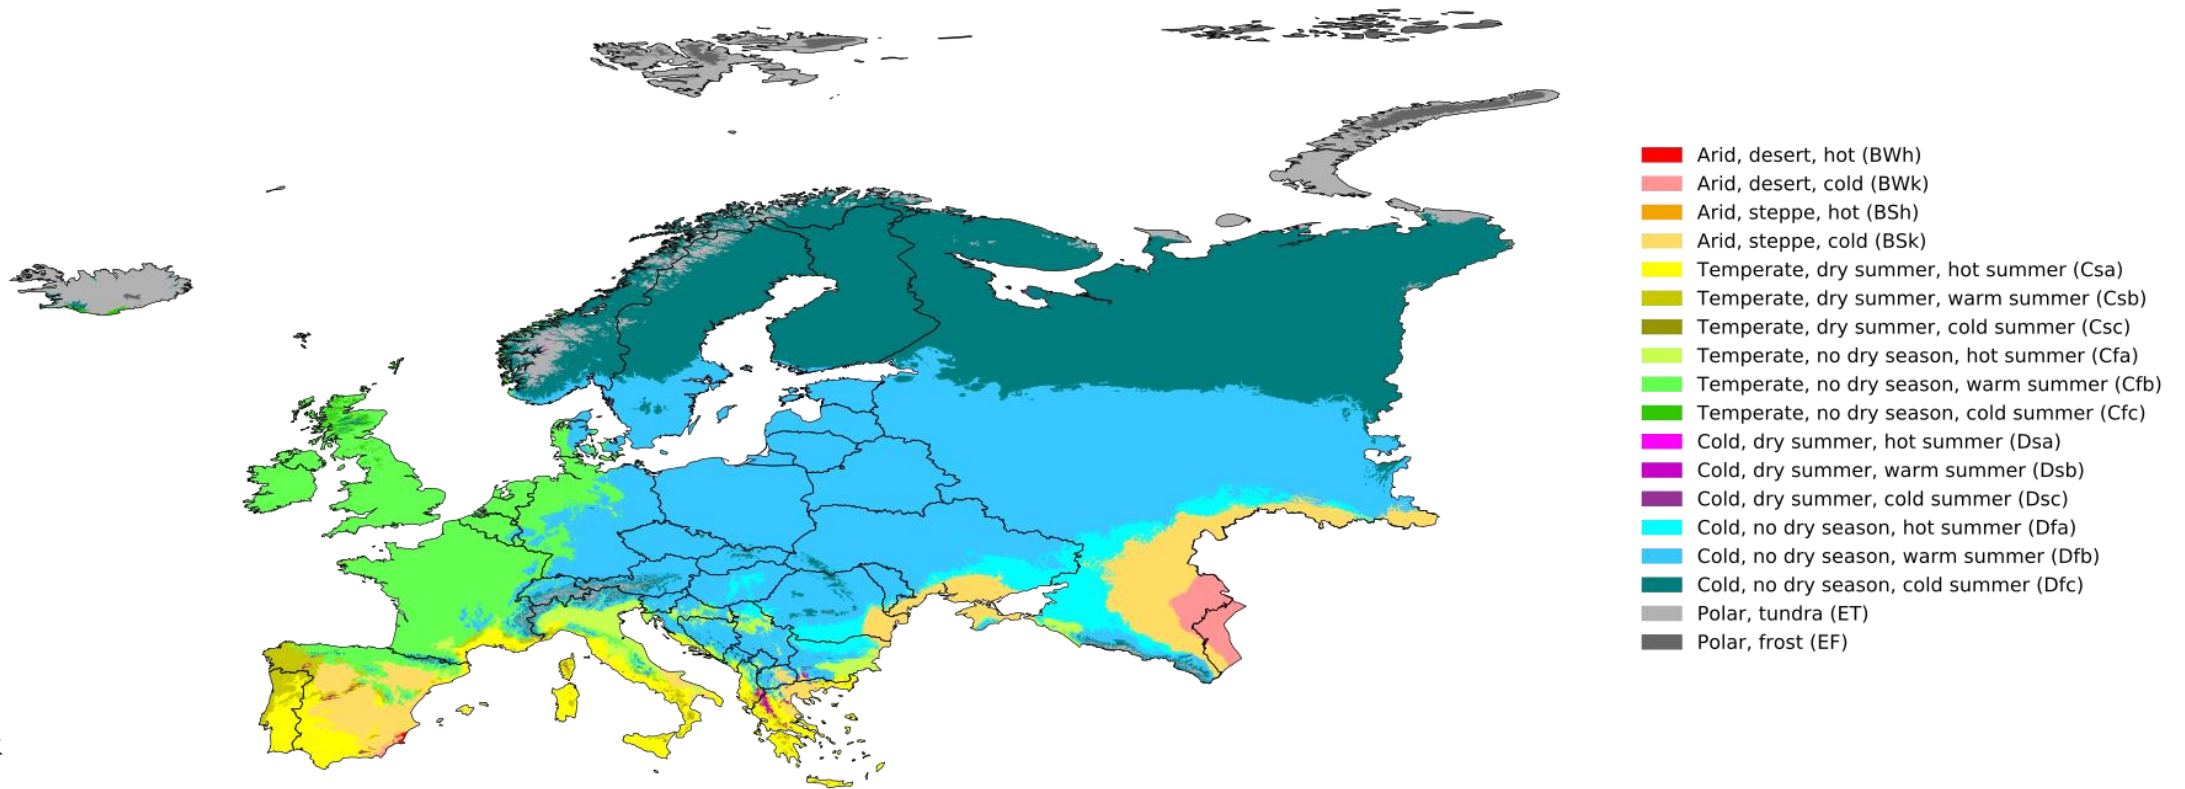 Arid, desert, hot (BWh)
Arid, desert, cold (BWk)
Arid, steppe, hot (BSh)
Arid, steppe, cold (BSk)
Temperate, dry summer, hot summer (Csa)
Temperate, dry summer, warm summer (Csb)
Temperate, dry summer, cold summer (Csc)
Temperate, no dry season, hot summer (Cfa)
Temperate, no dry season, warm summer (Cfb)
Temperate, no dry season, cold summer (Cfc)
Cold, dry summer, hot summer (Dsa)
Cold, dry summer, warm summer (Dsb)
Cold, dry summer, cold summer (Dsc)
Cold, no dry season, hot summer (Dfa)
Cold, no dry season, warm summer (Dfb)
Cold, no dry season, cold summer (Dfc)
Polar, tundra (ET)
Polar, frost (EF)